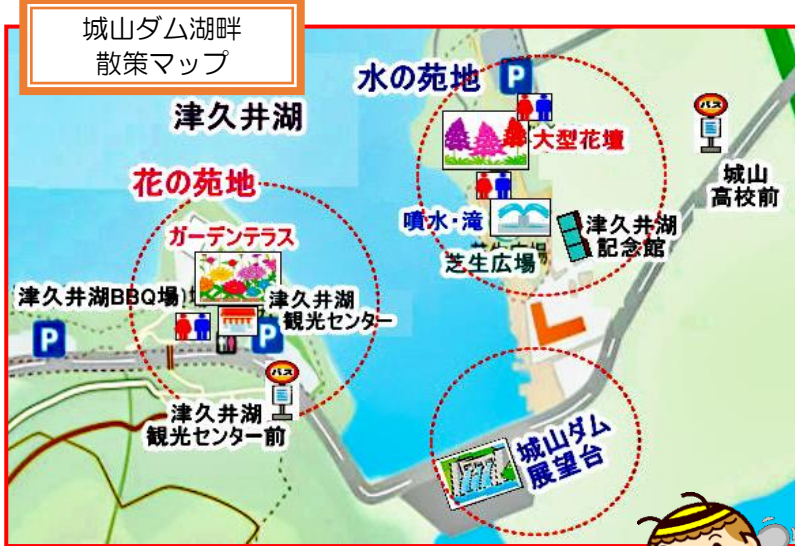 城山ダム湖畔
散策マップ
津久井湖
水の苑地
P
大型花壇
バス
城山
高校前
花の苑地
ガーデンテラス
噴水・滝
芝生広場
津久井湖
記念館
津久井湖BBQ場
津久井湖
観光センター
P
P
バス
津久井湖
観光センター前
城山ダム
展望台